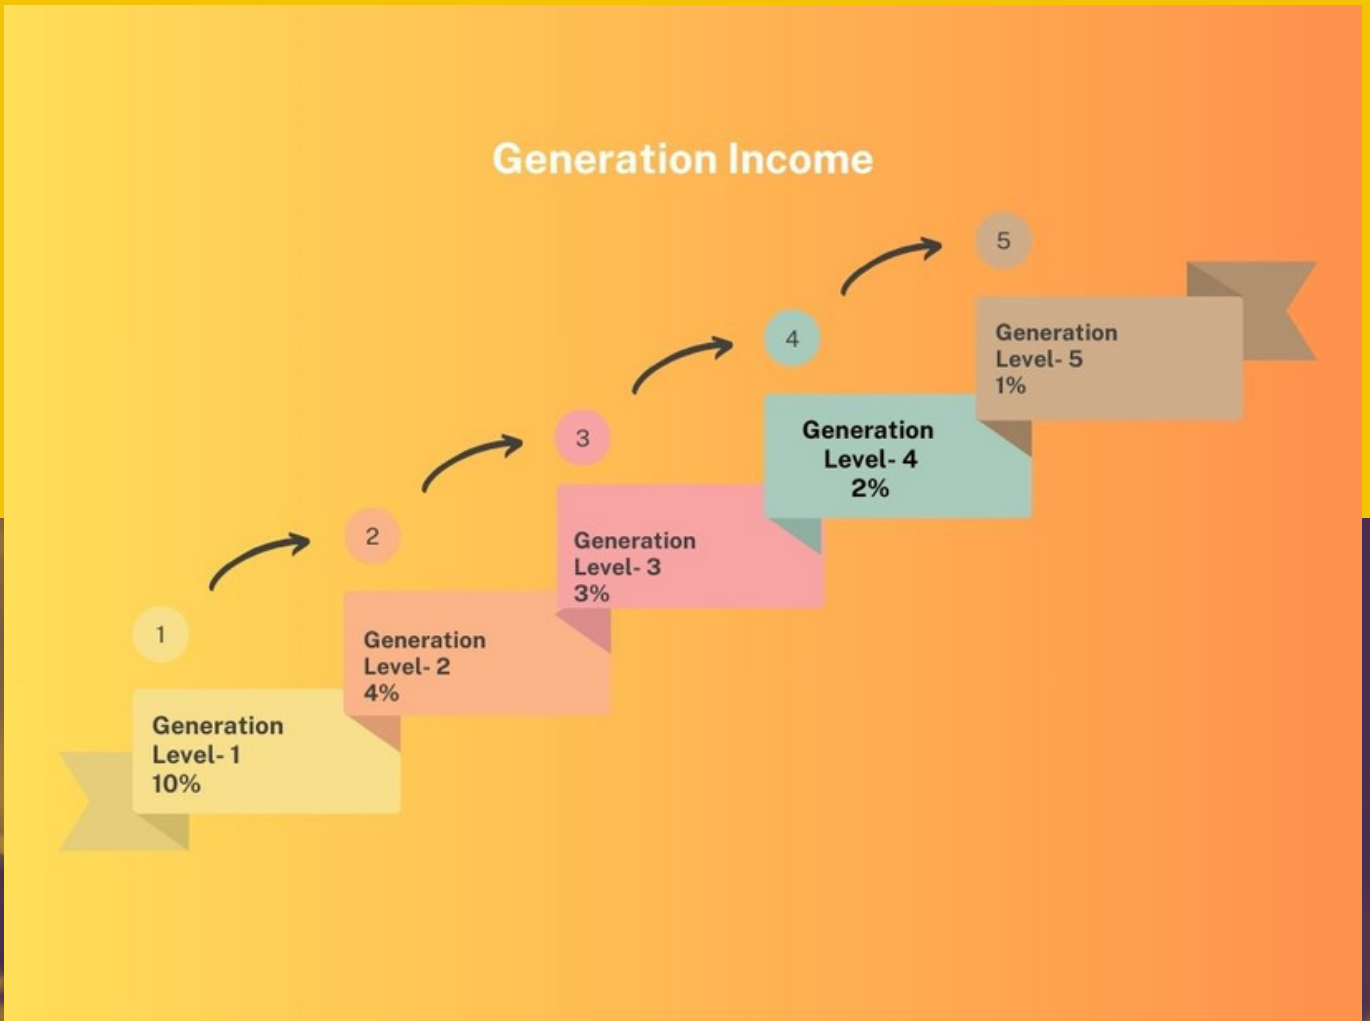 Generation Income
1
Generation
Level- 1
10%
2
Generation
Level- 2
4%
3
Generation
Level- 3
3%
4
Generation
Level- 4
2%
5
Generation
Level- 5
1%